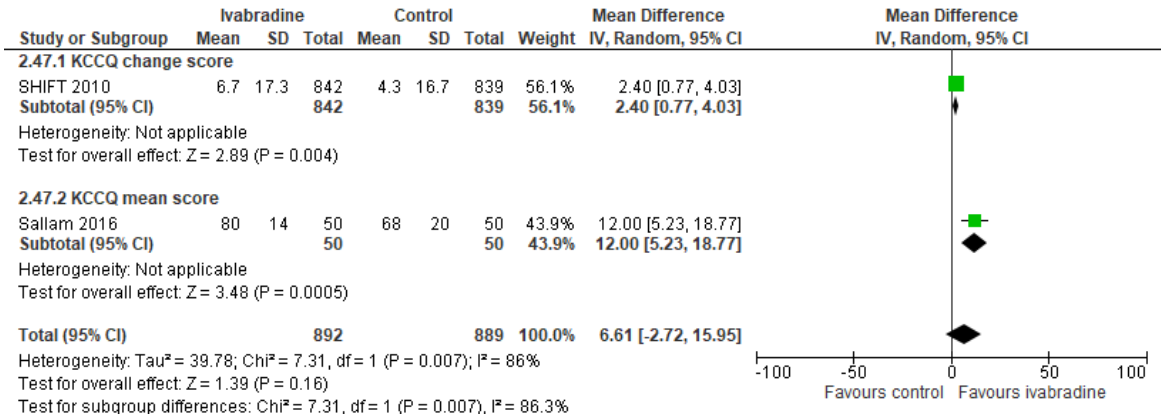 Ivabradine Control Mean Difference Mean Difference
Study or Subgroup Mean SD Total Mean SD Total Weight IV, Random, 95% CI IV, Random, 95% CI
2.47.1 KCCQ change score
SHIFT 2010 6.7 17.3 842 4.3 16.7 839 56.1% 2.40 [0.77, 4.03]
Subtotal (95% CI) 842 839 56.1% 2.40 [0.77, 4.03]
Heterogeneity: Not applicable
Test for overall effect: Z = 2.89 (P = 0.004)
2.47.2 KCCQ mean score
Sallam 2016 80 14 50 68 20 50 43.9% 12.00 [5.23, 18.77]
Subtotal (95% CI) 50 50 43.9% 12.00 [5.23, 18.77]
Heterogeneity: Not applicable
Test for overall effect: Z = 3.48 (P = 0.0005)
Total (95% CI) 892 889 100.0% 6.61 [-2.72, 15.95]
Heterogeneity: Tau² = 39.78; Chi² = 7.31, df = 1 (P = 0.007); I² = 86%
Test for overall effect: Z = 1.39 (P = 0.16)
Test for subgroup differences: Chi² = 7.31, df = 1 (P = 0.007), I² = 86.3%
-100 -50 0 50 100
Favours control Favours ivabradine